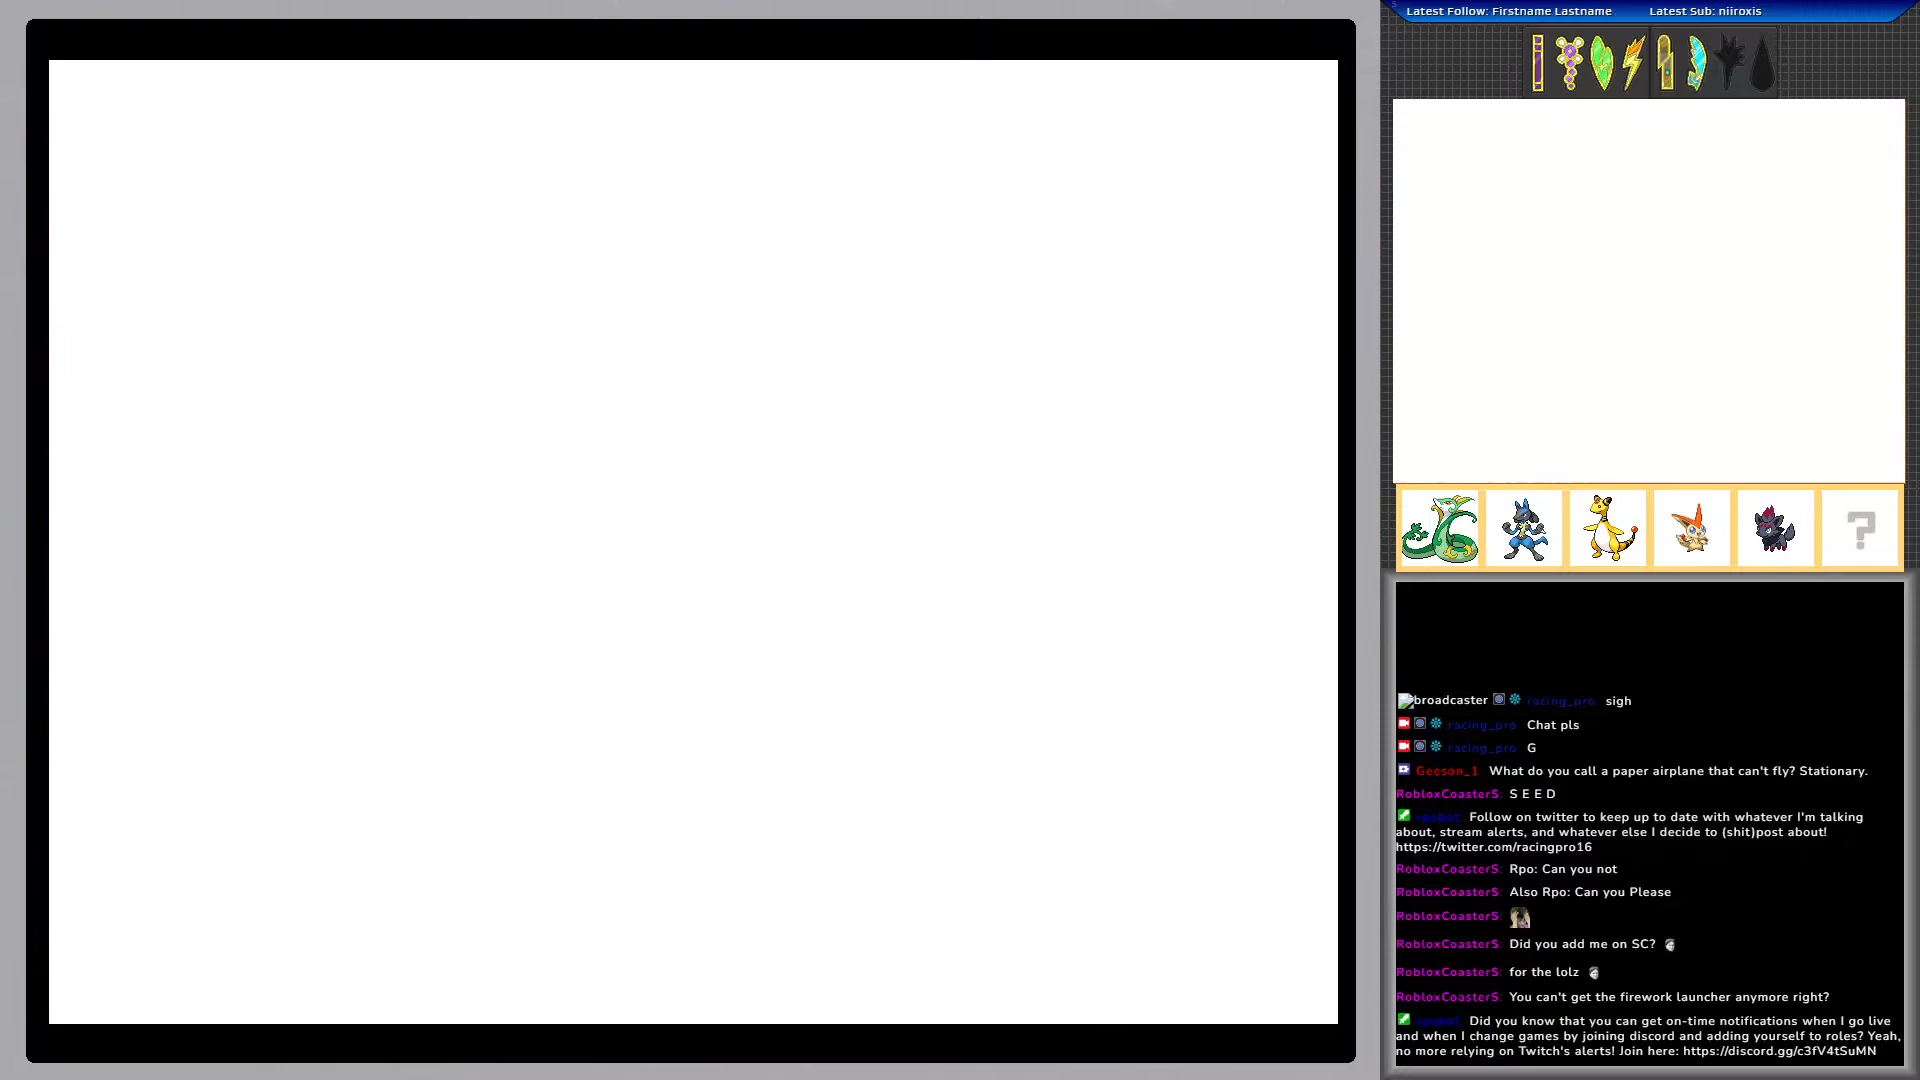 Latest Follow: Firstname Lastname Latest Sub: niiroxis
?
broadcaster racing_pro sigh
racing_pro Chat pls
racing_pro G
Geeson_1 What do you call a paper airplane that can't fly? Stationary.
RobloxCoasterS: S E E D
Follow on twitter to keep up to date with whatever I'm talking
about, stream alerts, and whatever else I decide to (shit)post about!
https://twitter.com/racingpro16
RobloxCoasterS: Rpo: Can you not
RobloxCoasterS: Also Rpo: Can you Please
RobloxCoasterS:
RobloxCoasterS: Did you add me on SC?
RobloxCoasterS: for the lolz
RobloxCoasterS: You can't get the firework launcher anymore right?
Did you know that you can get on-time notifications when I go live
and when I change games by joining discord and adding yourself to roles? Yeah,
no more relying on Twitch's alerts! Join here: https://discord.gg/c3fV4tSuMN